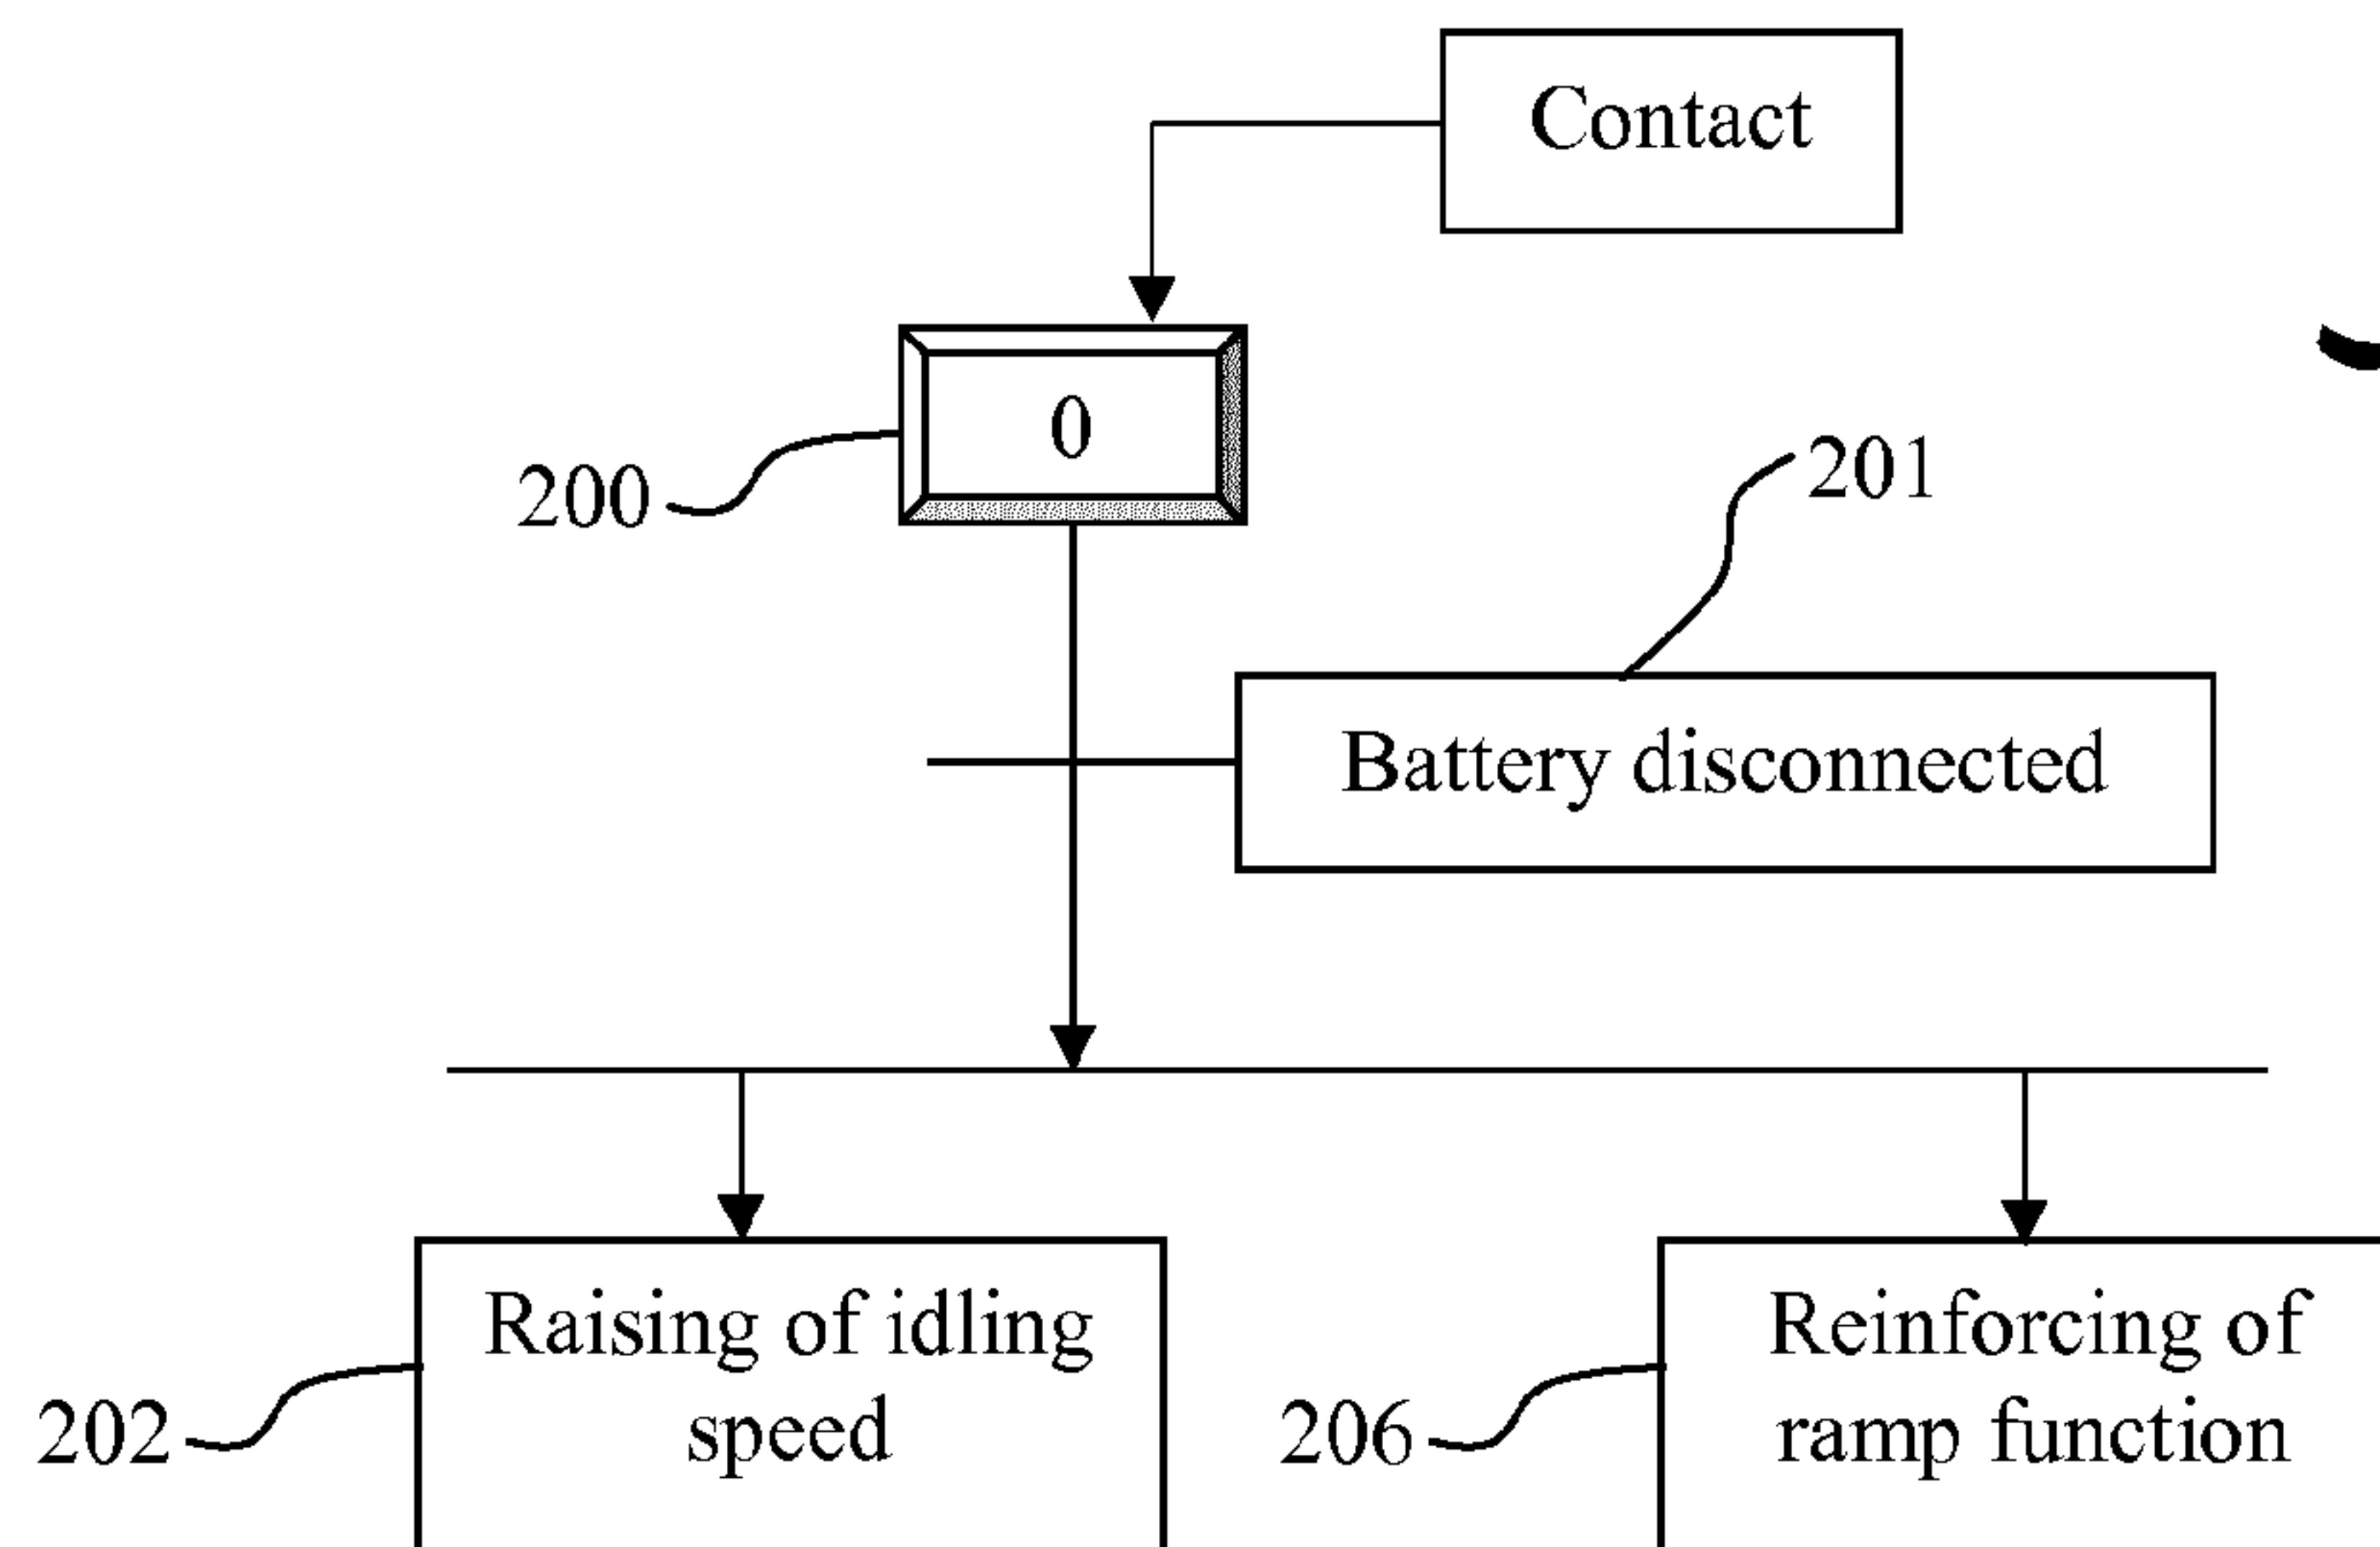 Contact
0
200
201
Battery disconnected
Raising of idling
speed
202
Reinforcing of
ramp function
206